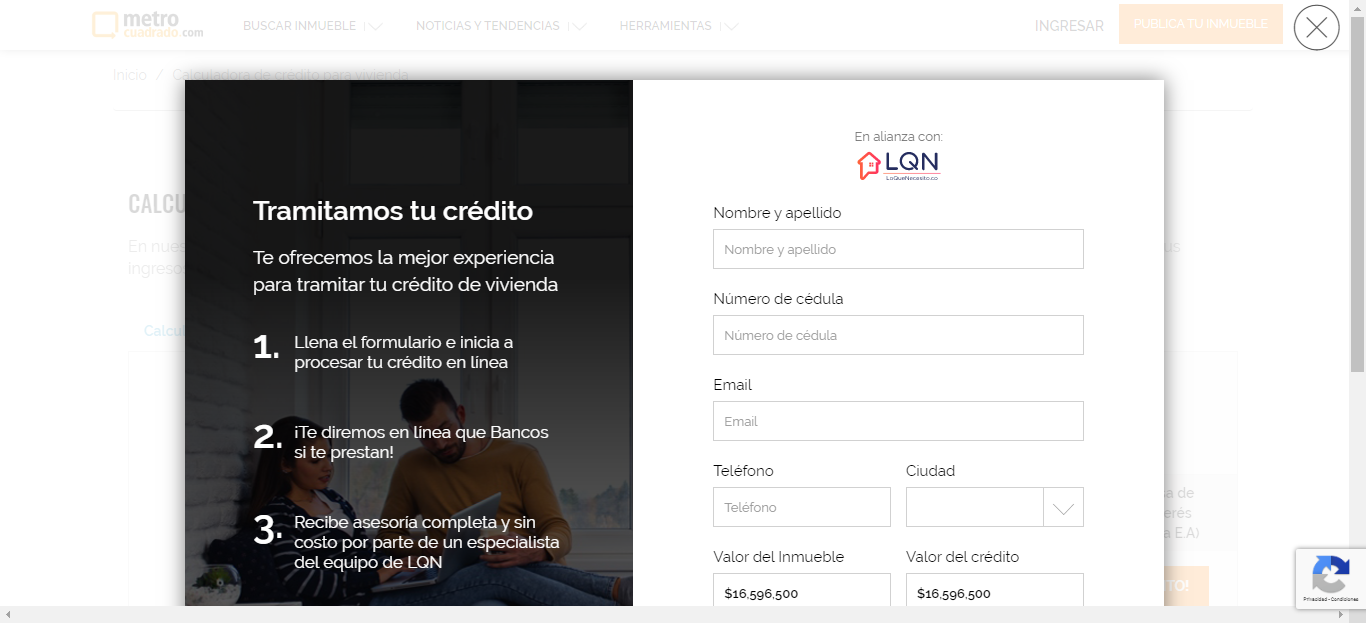 metro
cuadrado.com
BUSCAR INMUEBLE
NOTICIAS Y TENDENCIAS
HERRAMIENTAS
INGRESAR
PUBLICA TU INMUEBLE
Inicio / Calculadora de crédito para vivienda
CALCU
En nues
us
ingreso
Calcul
Tramitamos tu crédito
Te ofrecemos la mejor experiencia
para tramitar tu crédito de vivienda
1. Llena el formulario e inicia a
procesar tu crédito en línea
2. ¡Te diremos en línea que Bancos
si te prestan!
3. Recibe asesoría completa y sin
costo por parte de un especialista
del equipo de LQN
En alianza con:
LQN
LoQueNecesito.co
Nombre y apellido
Nombre y apellido
Número de cédula
Número de cédula
Email
Email
Teléfono
Ciudad
Teléfono
Valor del Inmueble
Valor del crédito
$16,596,500
$16,596,500
sa de
erés
a E.A)
TO!
Privacidad - Condiciones